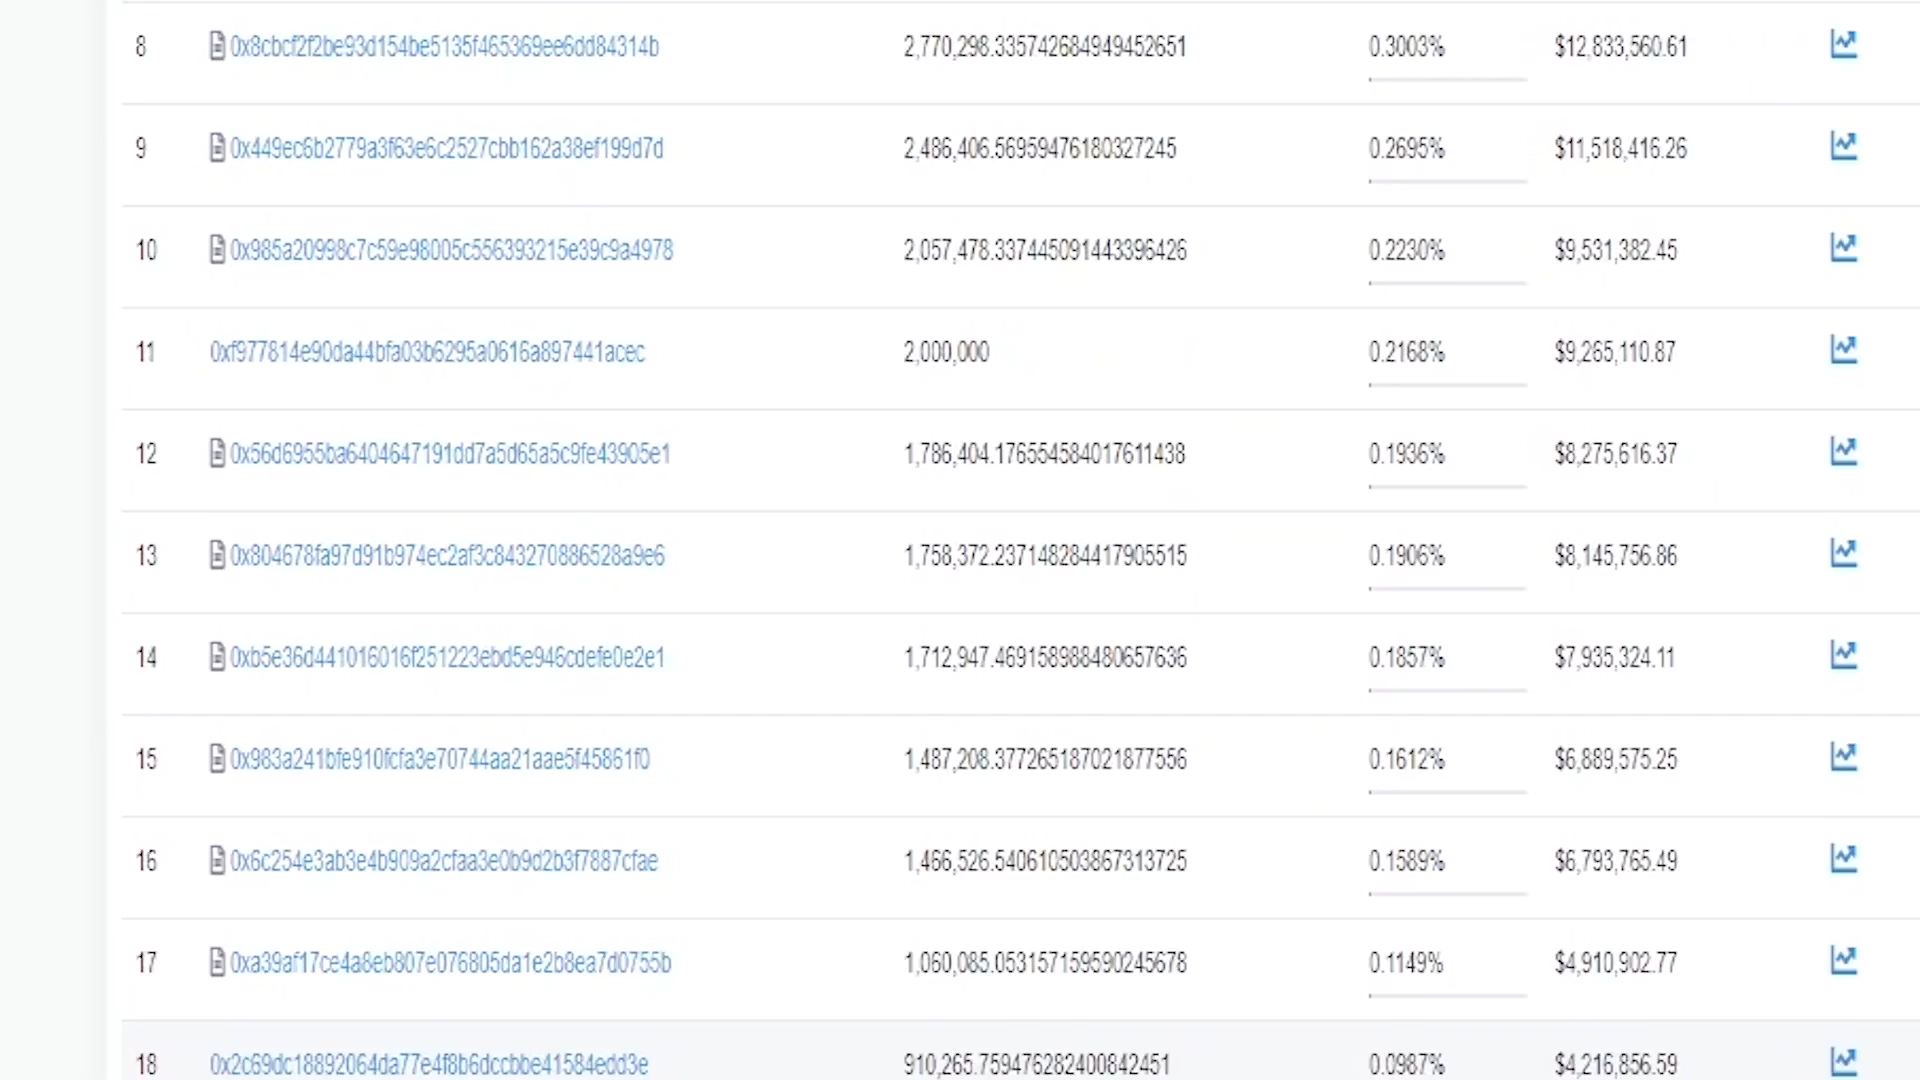 8 0x8cbcf2f2be93d154be5135f465369ee6dd84314b 2,770,298.335742684949452651 0.3003% $12,833,560.61
9 0x449ec6b2779a3f63e6c2527cbb162a38ef199d7d 2,486,406.56959476180327245 0.2695% $11,518,416.26
10 0x985a20998c7c59e98005c556393215e39c9a4978 2,057,478.337445091443396426 0.2230% $9,531,382.45
11 0xf977814e90da44bfa03b6295a0616a897441acec 2,000,000 0.2168% $9,265,110.87
12 0x56d6955ba6404647191dd7a5d65a5c9fe43905e1 1,786,404.176554584017611438 0.1936% $8,275,616.37
13 0x804678fa97d91b974ec2af3c843270886528a9e6 1,758,372.237148284417905515 0.1906% $8,145,756.86
14 0xb5e36d441016016f251223ebd5e946cdefe0e2e1 1,712,947.469158988480657636 0.1857% $7,935,324.11
15 0x983a241bfe910fcfa3e70744aa21aae5f45861f0 1,487,208.377265187021877556 0.1612% $6,889,575.25
16 0x6c254e3ab3e4b909a2cfaa3e0b9d2b3f7887cfae 1,466,526.540610503867313725 0.1589% $6,793,765.49
17 0xa39af17ce4a8eb807e076805da1e2b8ea7d0755b 1,060,085.053157159590245678 0.1149% $4,910,902.77
18 0x2c69dc18892064da77e4f8b6dccbbe41584edd3e 910,265.759476282400842451 0.0987% $4,216,856.59